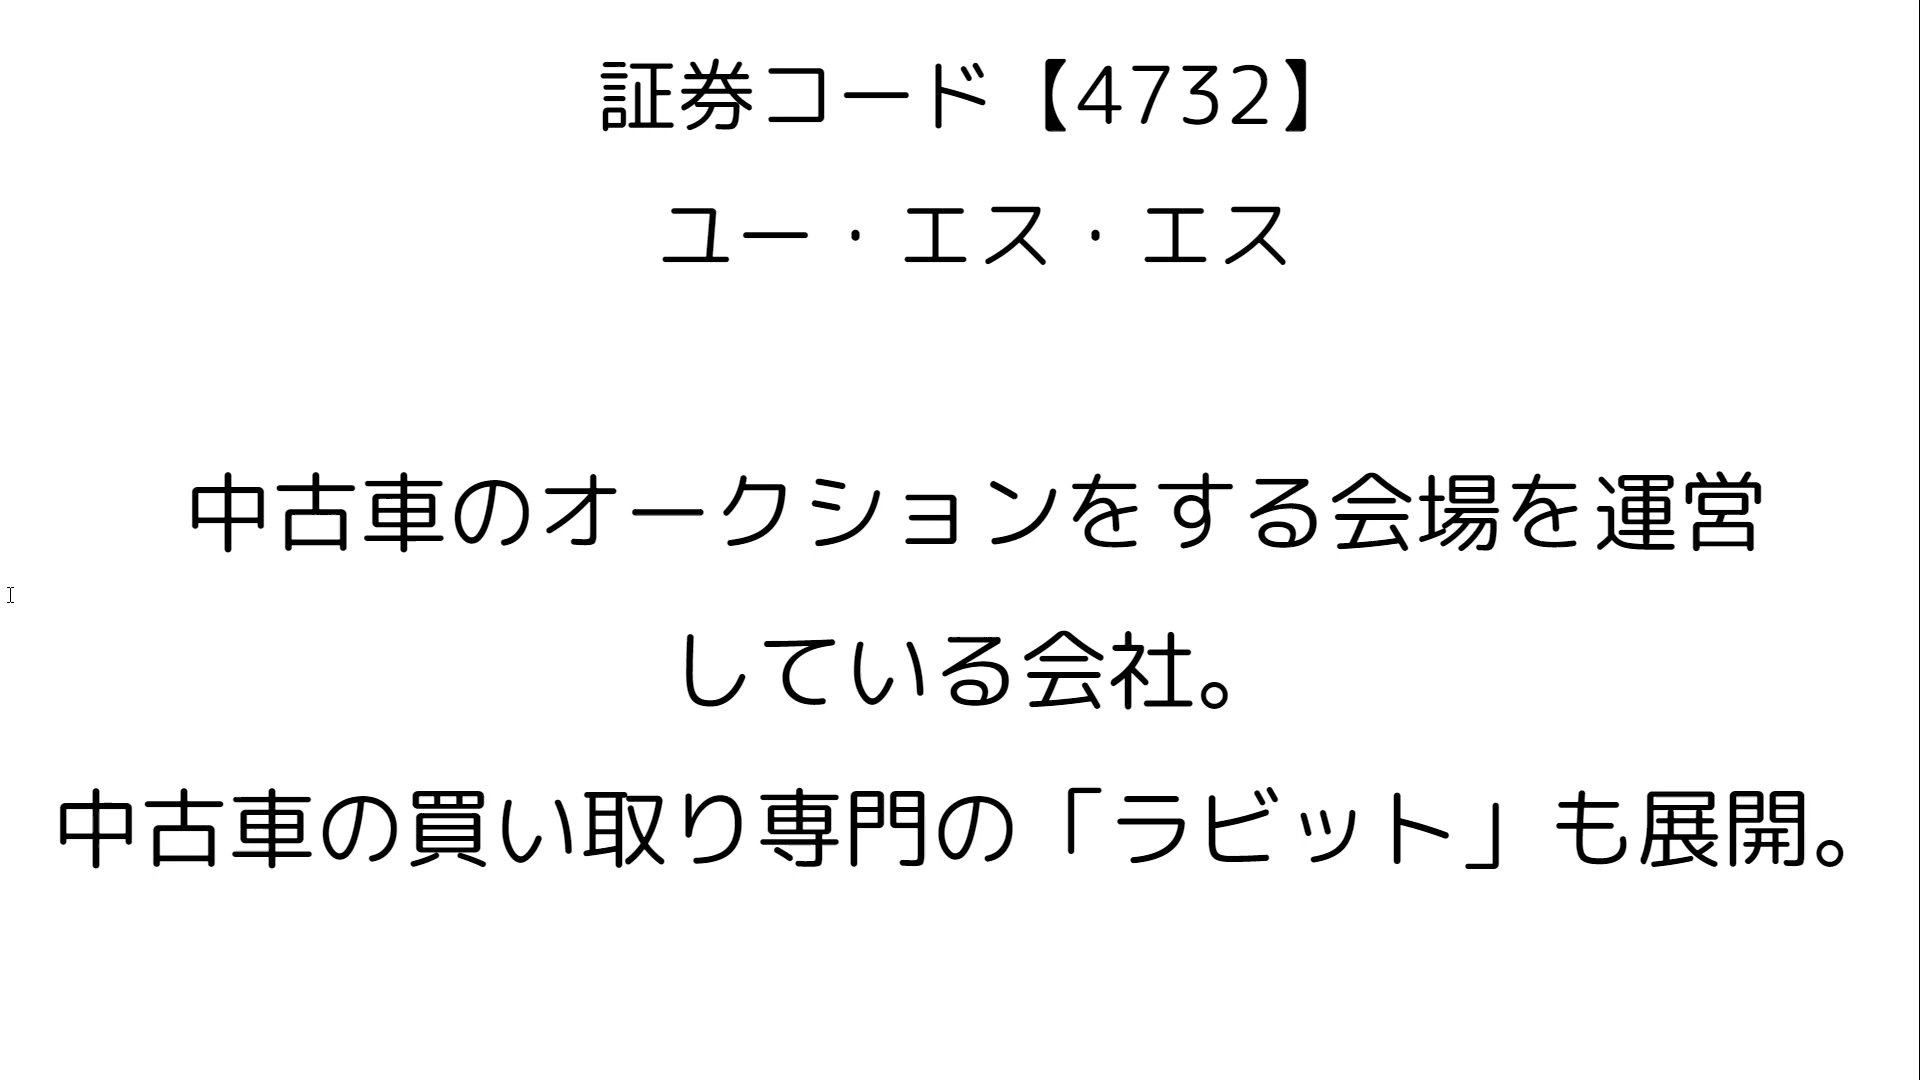 証券コード【4732】
ユー・エス・エス
中古車のオークションをする会場を運営
している会社。
中古車の買い取り専門の「ラビット」も展開。